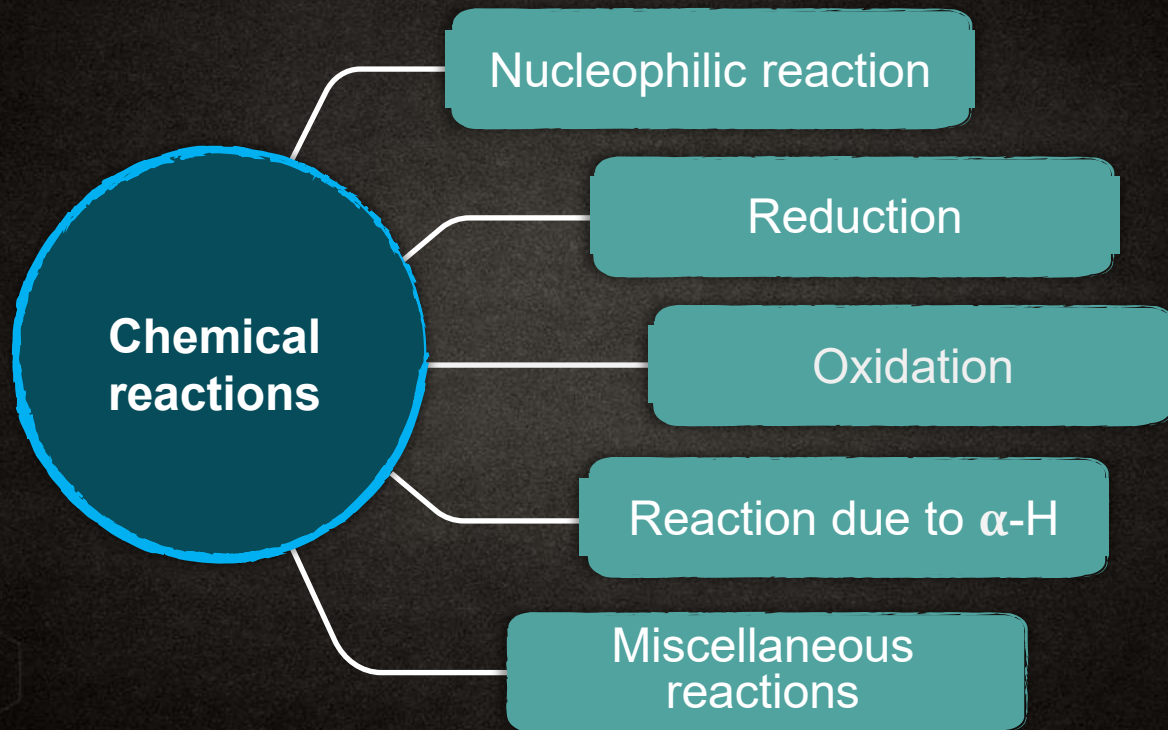 Nucleophilic reaction
Reduction
Chemical
reactions
Oxidation
Reaction due to α-H
Miscellaneous
reactions